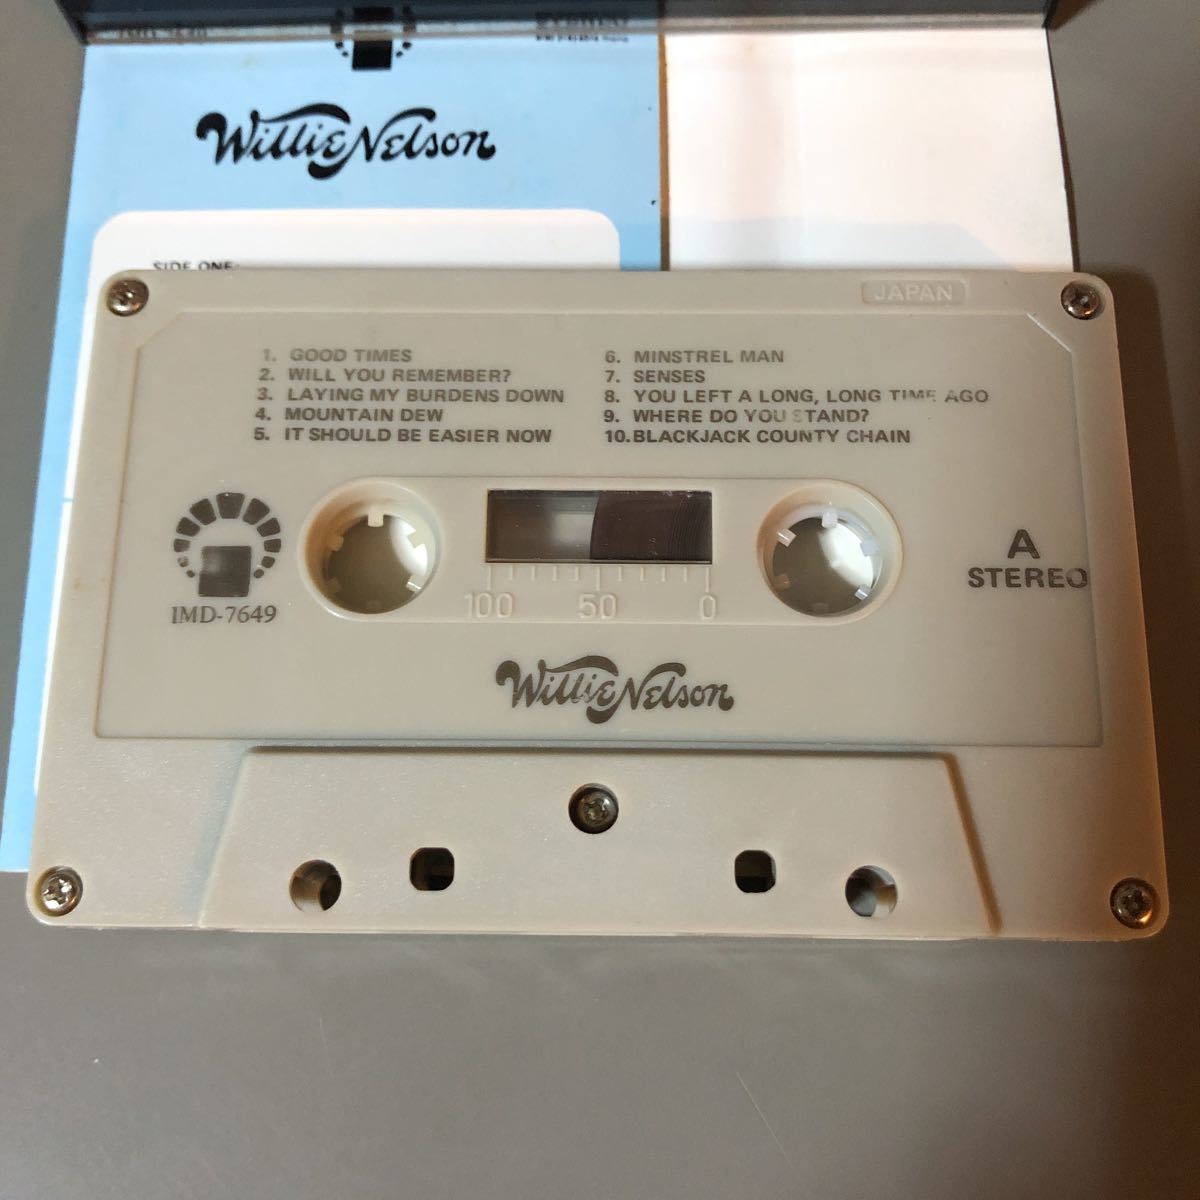 Willie Nelson
SIDE ONE:
JAPAN
1. GOOD TIMES
2. WILL YOU REMEMBER?
3. LAYING MY BURDENS DOWN
4. MOUNTAIN DEW
5. IT SHOULD BE EASIER NOW
6. MINSTREL MAN
7. SENSES
8. YOU LEFT A LONG, LONG TIME AGO
9. WHERE DO YOU STAND?
10. BLACKJACK COUNTY CHAIN
IMD-7649
100 50 0
A
STEREO
Willie Nelson